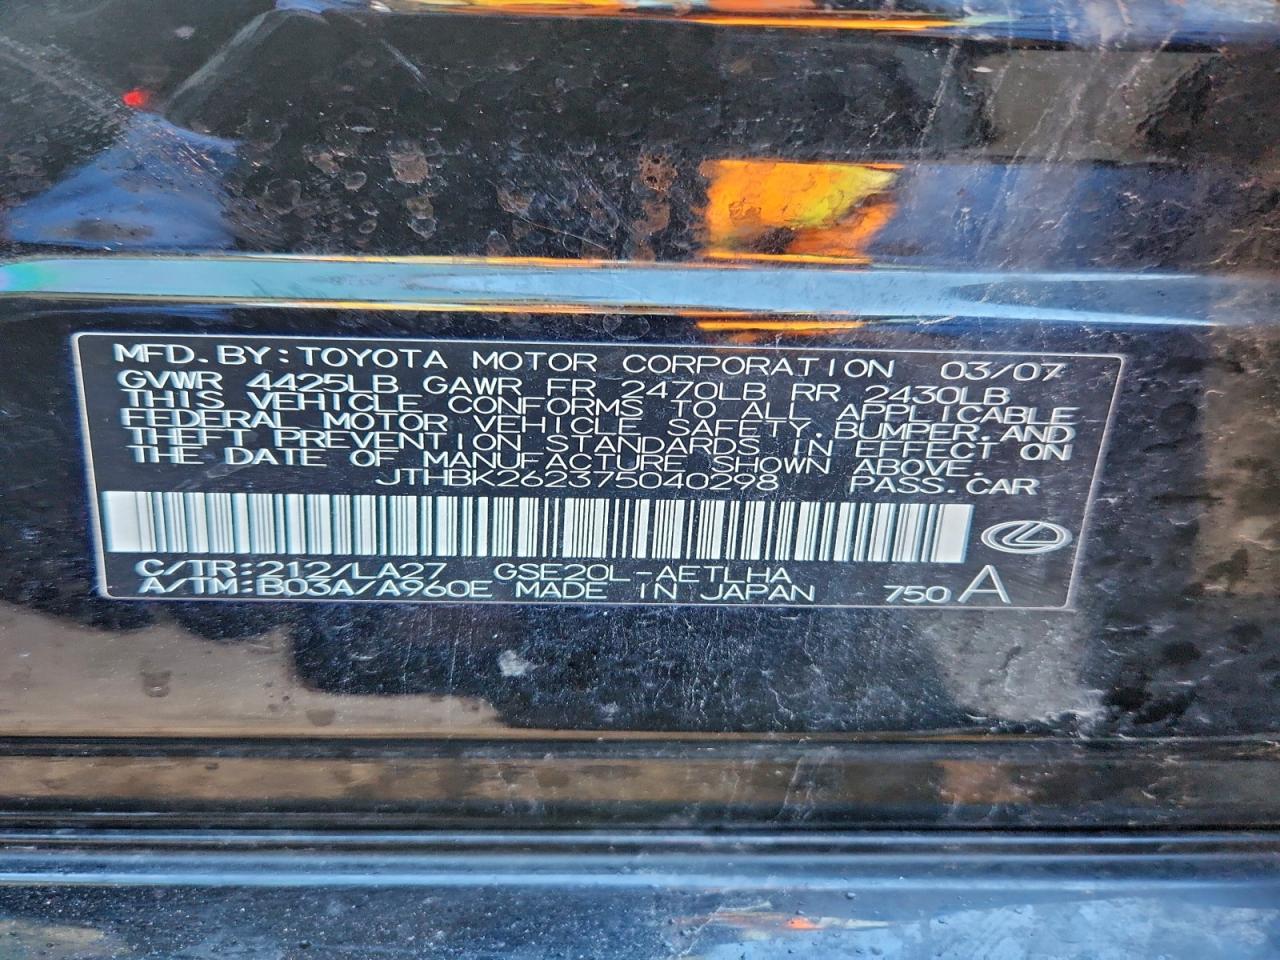 MFD. BY: TOYOTA MOTOR CORPORATION 03/07
GVWR 4425LB GAWR FR 2470LB RR 2430LB
THIS VEHICLE CONFORMS TO ALL APPLICABLE
FEDERAL MOTOR VEHICLE SAFETY, BUMPER, AND
THEFT PREVENTION STANDARDS IN EFFECT ON
THE DATE OF MANUFACTURE SHOWN ABOVE.
JTHBK262375040298 PASS. CAR
C/TR: 212/LA27 GSE20L-AETLHA
A/TM: B03A/A960E MADE IN JAPAN 750 A